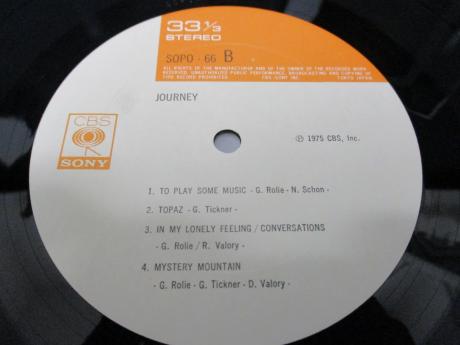 33 1/3
STEREO
SOPO-66 B
ALL RIGHTS OF THE MANUFACTURER AND OF THE OWNER OF THE RECORDED WORK
RESERVED. UNAUTHORIZED PUBLIC PERFORMANCE, BROADCASTING AND COPYING OF
THIS RECORD PROHIBITED. CBS/SONY INC. TOKYO JAPAN
JOURNEY
CBS
SONY
Ⓟ 1975 CBS, Inc.
1. TO PLAY SOME MUSIC - G. Rolie - N. Schon -
2. TOPAZ - G. Tickner -
3. IN MY LONELY FEELING / CONVERSATIONS
- G. Rolie / R. Valory -
4. MYSTERY MOUNTAIN
- G. Rolie - G. Tickner - D. Valory -